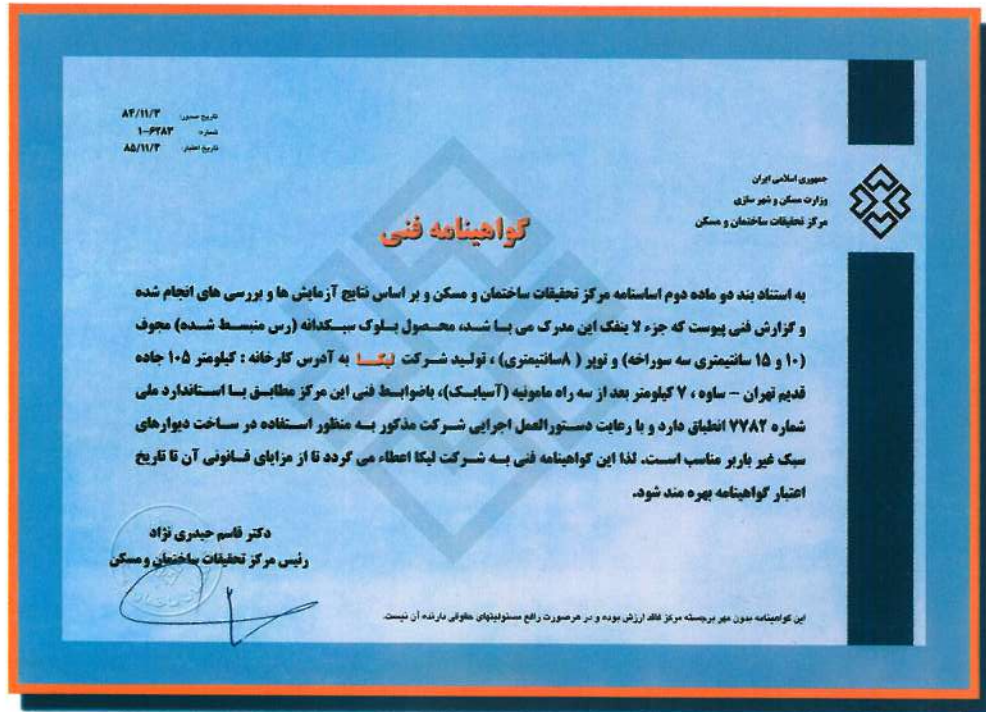 تاریخ صدور: ۸۴/۱۱/۳
شماره: ۱-۶۲۸۳
تاریخ اعتبار: ۸۵/۱۱/۳
جمهوری اسلامی ایران
وزارت مسکن و شهر سازی
مرکز تحقیقات ساختمان و مسکن
گواهینامه فنی
به استناد بند دو ماده دوم اساسنامه مرکز تحقیقات ساختمان و مسکن و بر اساس نتایج آزمایش ها و بررسی های انجام شده
و گزارش فنی پیوست که جزء لا ینفک این مدرک می با شد، محصول بلوک سبکدانه (رس منبسط شده) مجوف
(۱۰ و ۱۵ سانتیمتری سه سوراخه) و توپر (۸سانتیمتری) ، تولید شرکت لیکا به آدرس کارخانه : کیلومتر ۱۰۵ جاده
قدیم تهران – ساوه ، ۷ کیلومتر بعد از سه راه مامونیه (آسیابک)، باضوابط فنی این مرکز مطابق با استاندارد ملی
شماره ۷۷۸۲ انطباق دارد و با رعایت دستورالعمل اجرایی شرکت مذکور به منظور استفاده در ساخت دیوارهای
سبک غیر باربر مناسب است. لذا این گواهینامه فنی به شرکت لیکا اعطاء می گردد تا از مزایای قانونی آن تا تاریخ
اعتبار گواهینامه بهره مند شود.
دکتر قاسم حیدری نژاد
رئیس مرکز تحقیقات ساختمان و مسکن
این گواهینامه بدون مهر برجسته مرکز فاقد ارزش بوده و در هرصورت رافع مسئولیتهای حقوقی دارنده آن نیست.